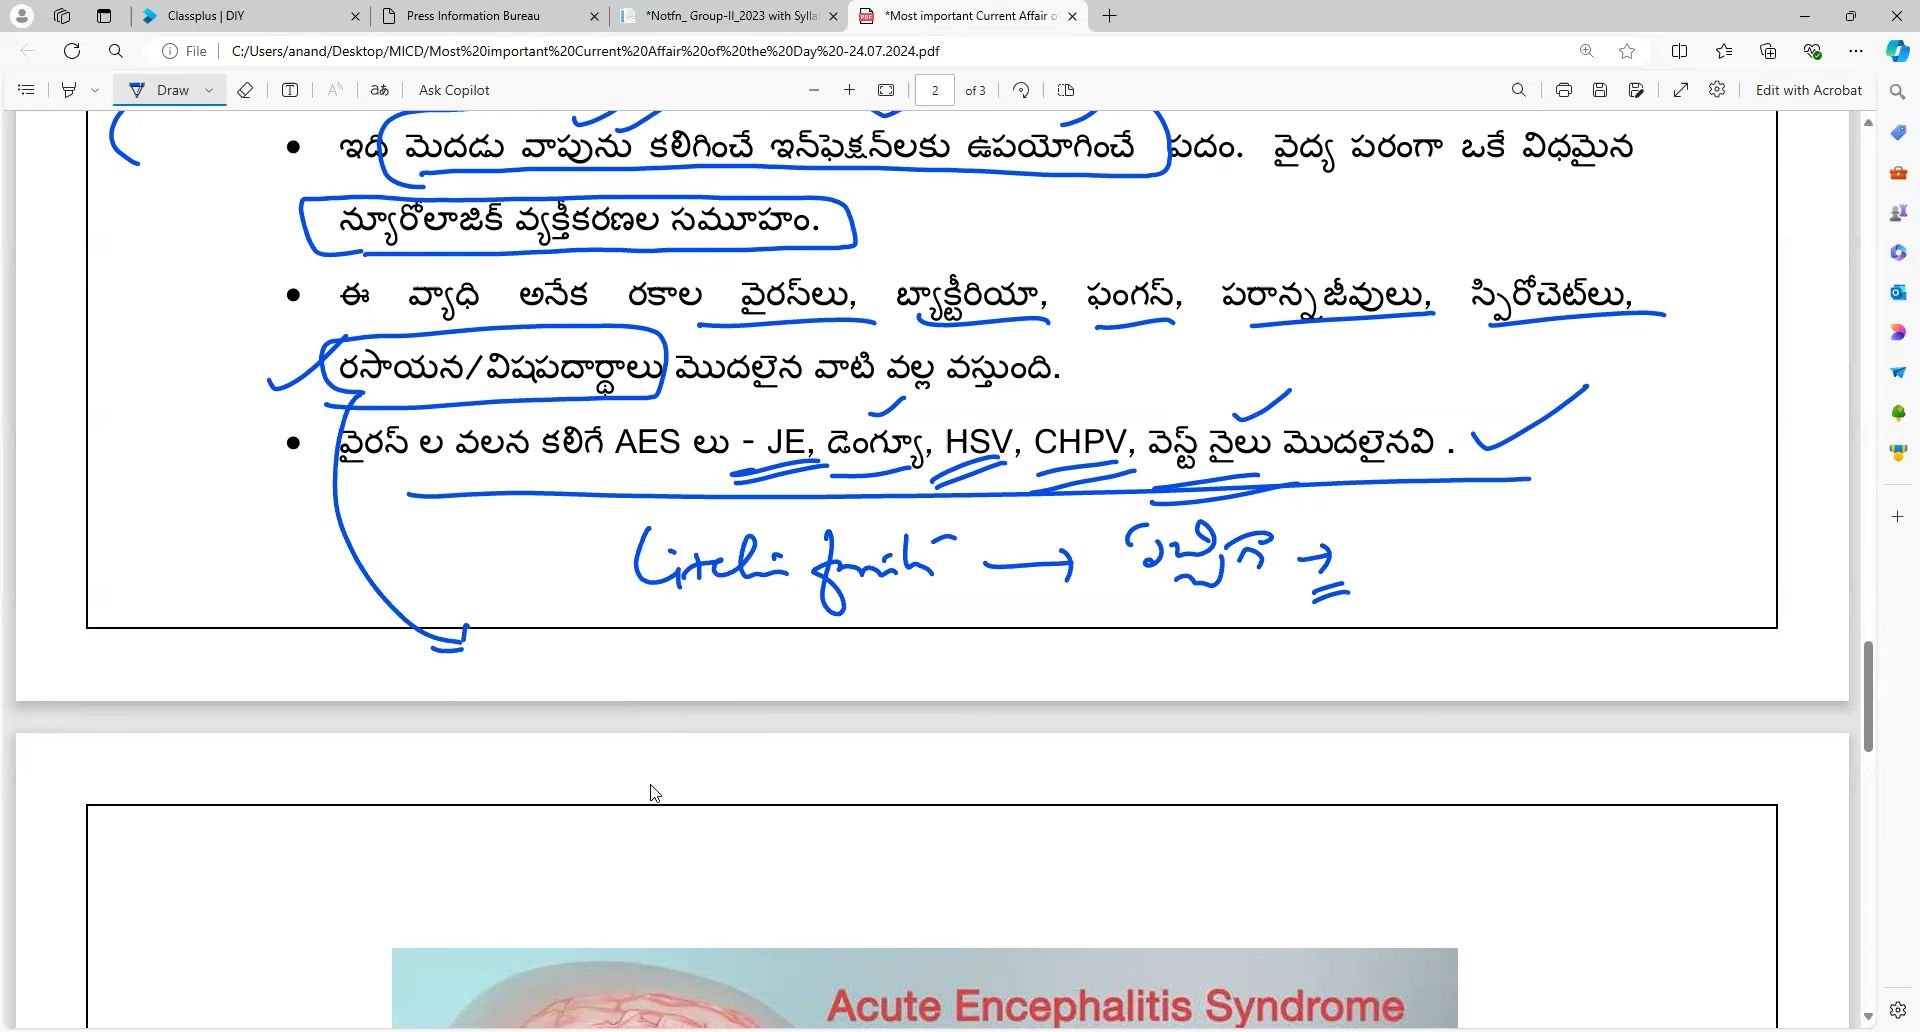 Classplus | DIY
Press Information Bureau
*Notfn_ Group-II_2023 with Sylla
*Most important Current Affair o
File
C:/Users/anand/Desktop/MICD/Most%20important%20Current%20Affair%20of%20the%20Day%20-24.07.2024.pdf
Draw
Ask Copilot
2
of 3
Edit with Acrobat
ఇది మెదడు వాపును కలిగించే ఇన్‌ఫెక్షన్‌లకు ఉపయోగించే పదం. వైద్య పరంగా ఒకే విధమైన
న్యూరోలాజిక్ వ్యక్తీకరణల సమూహం.
ఈ వ్యాధి అనేక రకాల వైరస్‌లు, బ్యాక్టీరియా, ఫంగస్, పరాన్నజీవులు, స్పిరోచెట్‌లు,
రసాయన/విషపదార్థాలు మొదలైన వాటి వల్ల వస్తుంది.
వైరస్ ల వలన కలిగే AES లు - JE, డెంగ్యూ, HSV, CHPV, వెస్ట్ నైలు మొదలైనవి .
Acute Encephalitis Syndrome